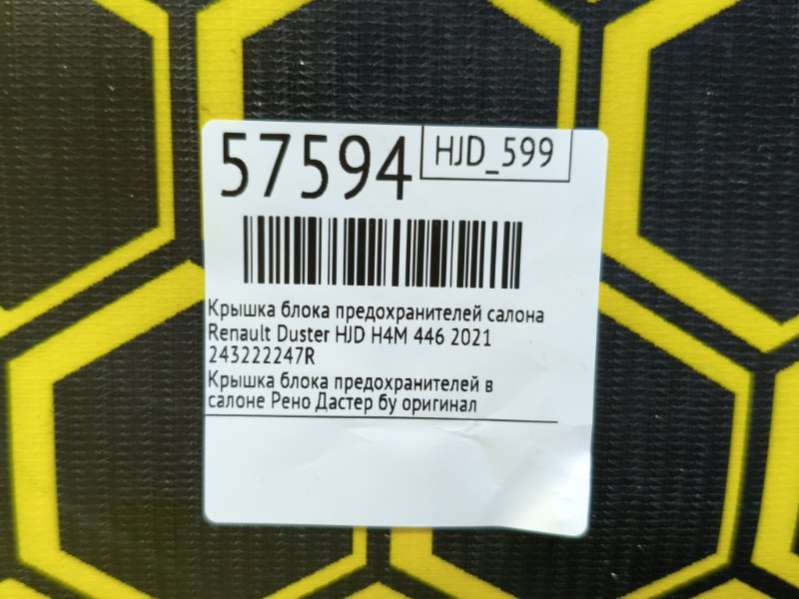 57594
HJD_599
Крышка блока предохранителей салона
Renault Duster HJD H4M 446 2021
243222247R
Крышка блока предохранителей в
салоне Рено Дастер бу оригинал